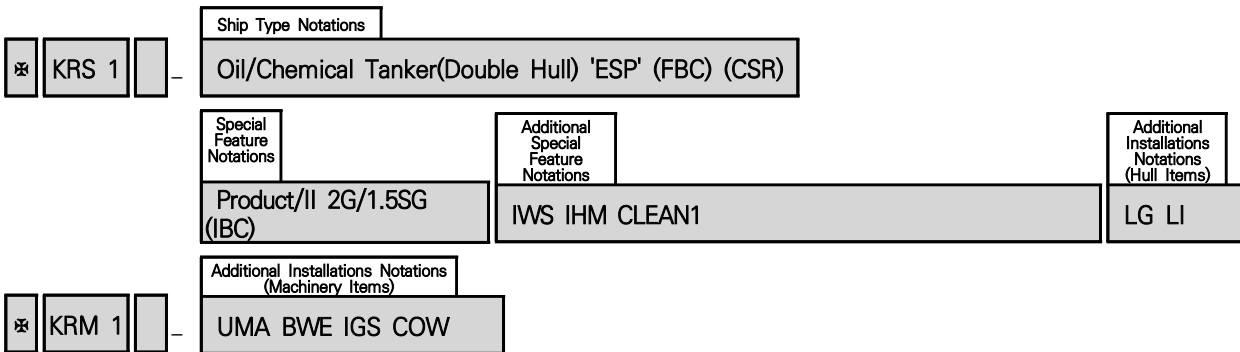 Ship Type Notations
✠ KRS 1 - Oil/Chemical Tanker(Double Hull) 'ESP' (FBC) (CSR)
Special
Feature
Notations
Product/II 2G/1.5SG
(IBC)
Additional
Special
Feature
Notations
IWS IHM CLEAN1
Additional
Installations
Notations
(Hull Items)
LG LI
Additional Installations Notations
(Machinery Items)
✠ KRM 1 - UMA BWE IGS COW